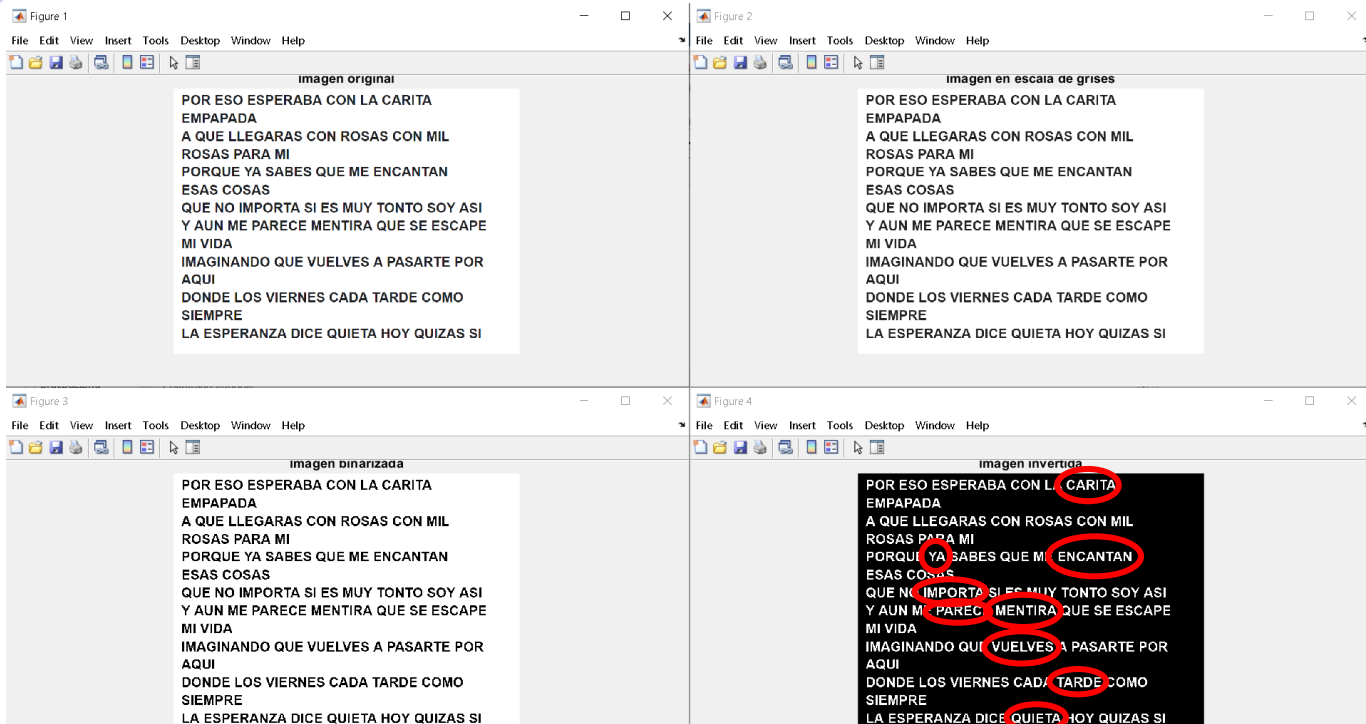 Figure 1
File Edit View Insert Tools Desktop Window Help
Imagen original
POR ESO ESPERABA CON LA CARITA
EMPAPADA
A QUE LLEGARAS CON ROSAS CON MIL
ROSAS PARA MI
PORQUE YA SABES QUE ME ENCANTAN
ESAS COSAS
QUE NO IMPORTA SI ES MUY TONTO SOY ASI
Y AUN ME PARECE MENTIRA QUE SE ESCAPE
MI VIDA
IMAGINANDO QUE VUELVES A PASARTE POR
AQUI
DONDE LOS VIERNES CADA TARDE COMO
SIEMPRE
LA ESPERANZA DICE QUIETA HOY QUIZAS SI
Figure 2
File Edit View Insert Tools Desktop Window Help
Imagen en escala de grises
POR ESO ESPERABA CON LA CARITA
EMPAPADA
A QUE LLEGARAS CON ROSAS CON MIL
ROSAS PARA MI
PORQUE YA SABES QUE ME ENCANTAN
ESAS COSAS
QUE NO IMPORTA SI ES MUY TONTO SOY ASI
Y AUN ME PARECE MENTIRA QUE SE ESCAPE
MI VIDA
IMAGINANDO QUE VUELVES A PASARTE POR
AQUI
DONDE LOS VIERNES CADA TARDE COMO
SIEMPRE
LA ESPERANZA DICE QUIETA HOY QUIZAS SI
Figure 3
File Edit View Insert Tools Desktop Window Help
Imagen binarizada
POR ESO ESPERABA CON LA CARITA
EMPAPADA
A QUE LLEGARAS CON ROSAS CON MIL
ROSAS PARA MI
PORQUE YA SABES QUE ME ENCANTAN
ESAS COSAS
QUE NO IMPORTA SI ES MUY TONTO SOY ASI
Y AUN ME PARECE MENTIRA QUE SE ESCAPE
MI VIDA
IMAGINANDO QUE VUELVES A PASARTE POR
AQUI
DONDE LOS VIERNES CADA TARDE COMO
SIEMPRE
LA ESPERANZA DICE QUIETA HOY QUIZAS SI
Figure 4
File Edit View Insert Tools Desktop Window Help
Imagen invertida
POR ESO ESPERABA CON LA CARITA
EMPAPADA
A QUE LLEGARAS CON ROSAS CON MIL
ROSAS PARA MI
PORQUE YA SABES QUE ME ENCANTAN
ESAS COSAS
QUE NO IMPORTA SI ES MUY TONTO SOY ASI
Y AUN ME PARECE MENTIRA QUE SE ESCAPE
MI VIDA
IMAGINANDO QUE VUELVES A PASARTE POR
AQUI
DONDE LOS VIERNES CADA TARDE COMO
SIEMPRE
LA ESPERANZA DICE QUIETA HOY QUIZAS SI